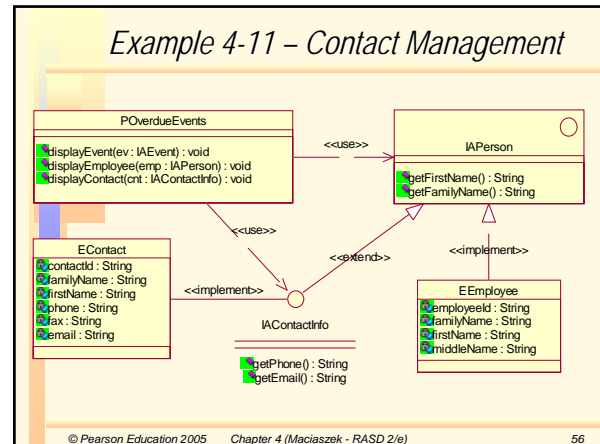 Example 4-11 – Contact Management
POverdueEvents
displayEvent(ev : IAEvent) : void
displayEmployee(emp : IAPerson) : void
displayContact(cnt : IAContactInfo) : void
<<use>>
IAPerson
getFirstName() : String
getFamilyName() : String
<<use>>
EContact
contactId : String
familyName : String
firstName : String
phone : String
fax : String
email : String
<<implement>>
<<extend>>
<<implement>>
IAContactInfo
getPhone() : String
getEmail() : String
EEmployee
employeeId : String
familyName : String
firstName : String
middleName : String
© Pearson Education 2005 Chapter 4 (Maciaszek - RASD 2/e) 56